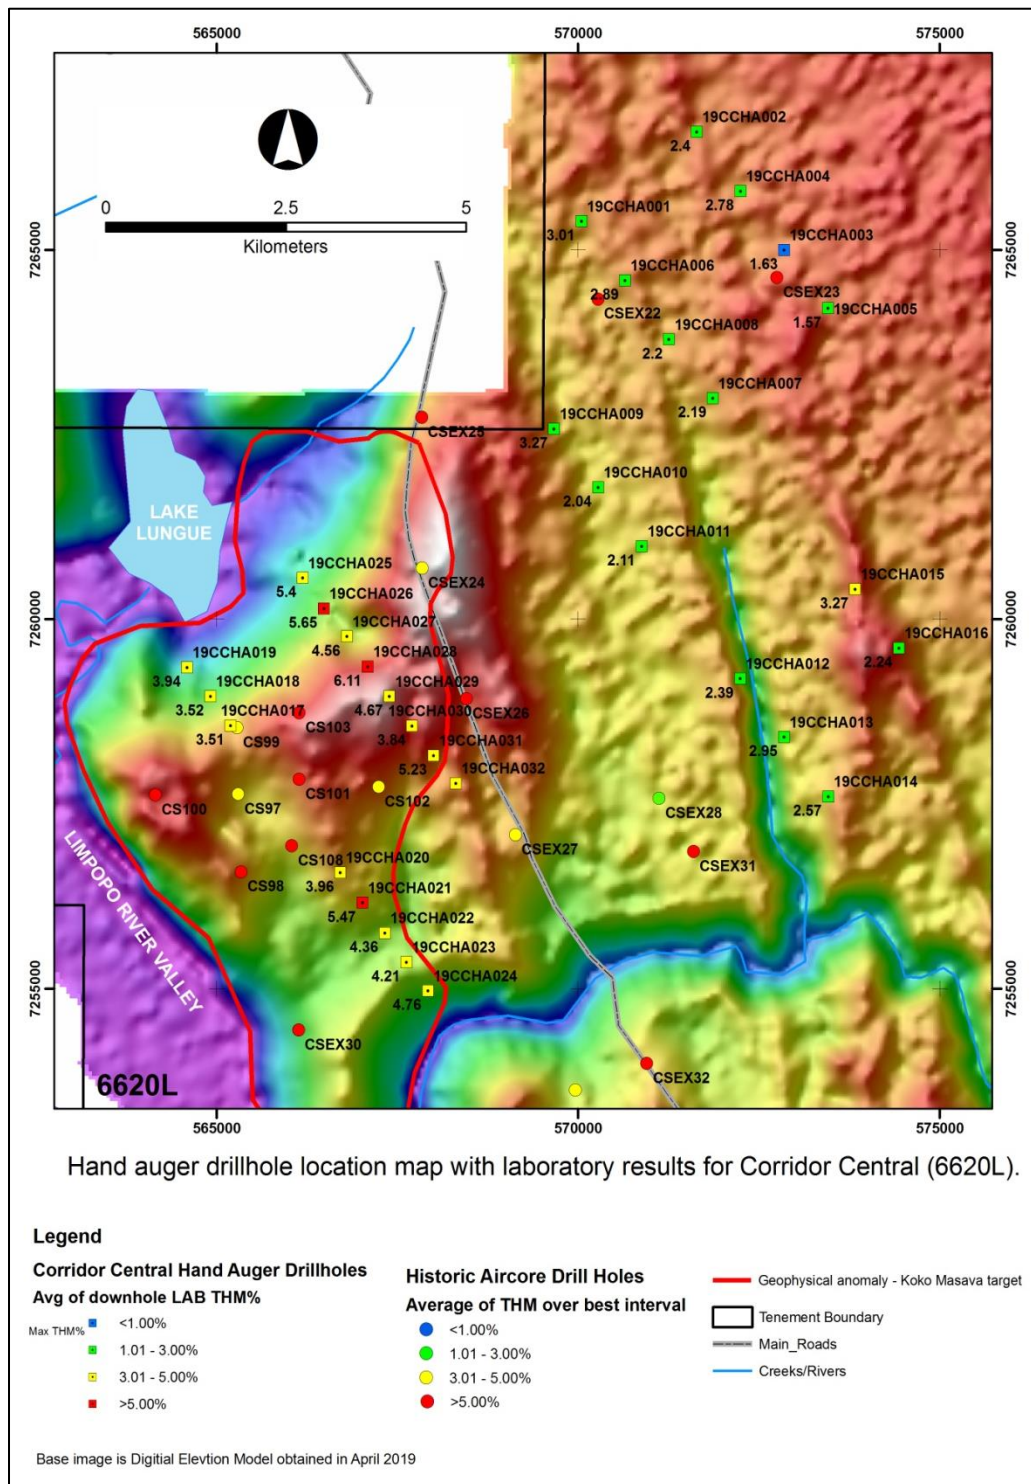 565000
570000
575000
0
2.5
5
Kilometers
19CCHA002
2.4
19CCHA004
2.78
19CCHA001
3.01
19CCHA003
1.63
7265000
7265000
19CCHA006
2.89
CSEX22
CSEX23
19CCHA005
1.57
19CCHA008
2.2
19CCHA007
2.19
CSEX25
19CCHA009
3.27
19CCHA010
2.04
LAKE
LUNGUE
19CCHA011
2.11
CSEX24
19CCHA025
5.4
19CCHA026
5.65
19CCHA015
3.27
7260000
7260000
19CCHA027
4.56
19CCHA016
2.24
19CCHA019
3.94
19CCHA028
6.11
19CCHA012
2.39
19CCHA018
3.52
19CCHA029
4.67
CSEX26
19CCHA017
3.51
CS99
CS103
19CCHA030
3.84
19CCHA013
2.95
19CCHA031
5.23
19CCHA032
19CCHA014
2.57
CS100
CS97
CS101
CS102
CSEX28
CSEX27
CSEX31
CS108
19CCHA020
3.96
CS98
19CCHA021
5.47
19CCHA022
4.36
LIMPOPO RIVER VALLEY
19CCHA023
4.21
19CCHA024
4.76
7255000
7255000
CSEX30
CSEX32
6620L
565000
570000
575000
Hand auger drillhole location map with laboratory results for Corridor Central (6620L).
Legend
Corridor Central Hand Auger Drillholes
Avg of downhole LAB THM%
Max THM%
<1.00%
1.01 - 3.00%
3.01 - 5.00%
>5.00%
Historic Aircore Drill Holes
Average of THM over best interval
<1.00%
1.01 - 3.00%
3.01 - 5.00%
>5.00%
Geophysical anomaly - Koko Masava target
Tenement Boundary
Main_Roads
Creeks/Rivers
Base image is Digitial Elevtion Model obtained in April 2019